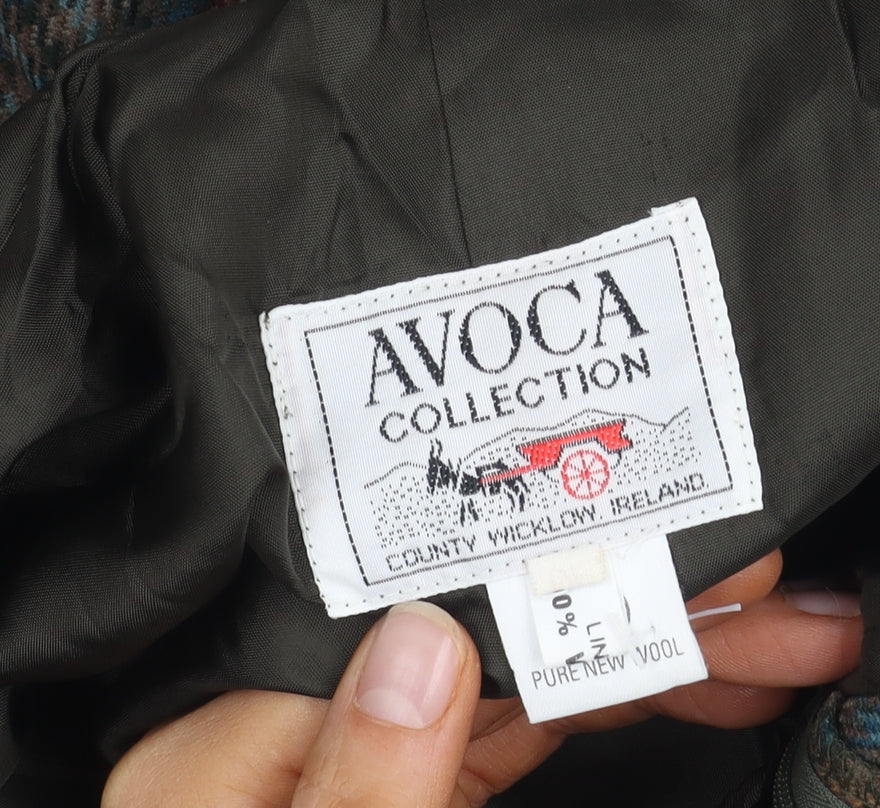 AVOCA
COLLECTION
COUNTY WICKLOW IRELAND.
0%
LIN
PURE NEW WOOL